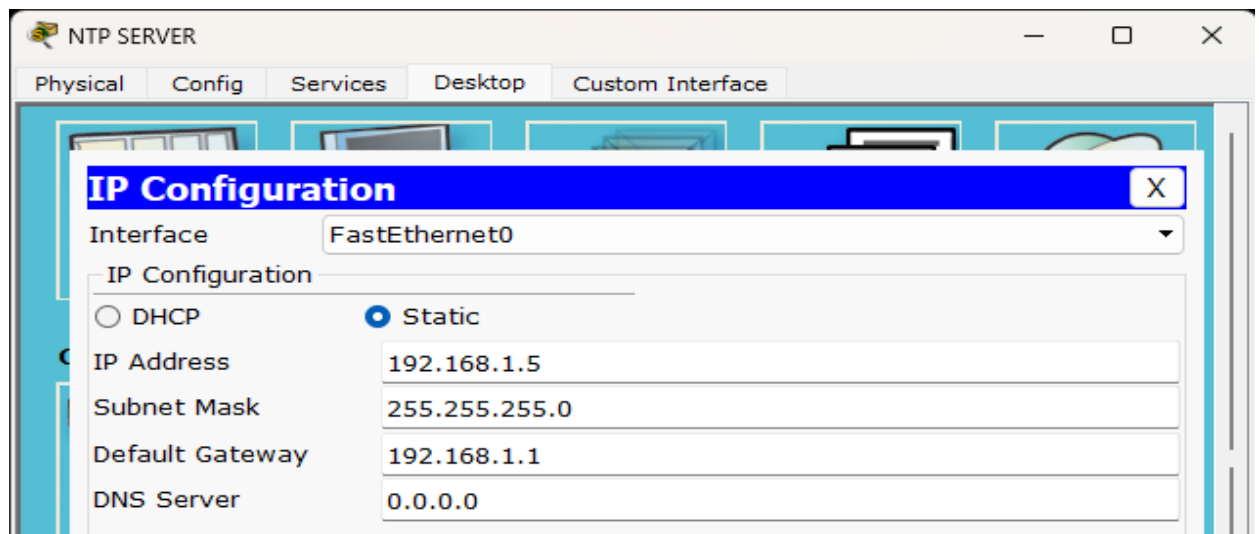 NTP SERVER
Physical Config Services Desktop Custom Interface
IP Configuration X
Interface FastEthernet0
IP Configuration
DHCP Static
IP Address 192.168.1.5
Subnet Mask 255.255.255.0
Default Gateway 192.168.1.1
DNS Server 0.0.0.0